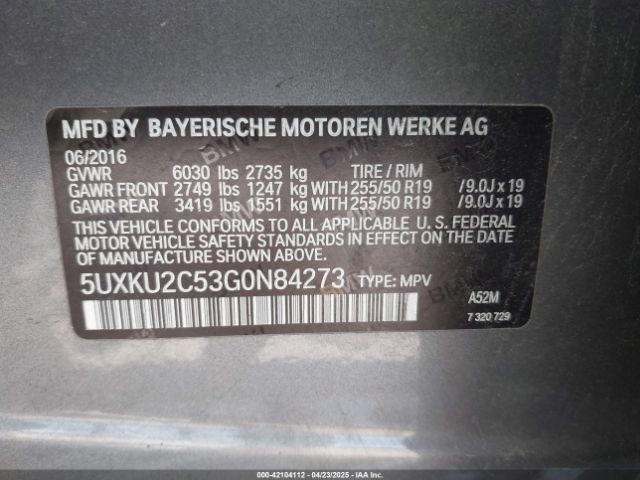 MFD BY BAYERISCHE MOTOREN WERKE AG
06/2016
GVWR 6030 lbs 2735 kg TIRE / RIM
GAWR FRONT 2749 lbs 1247 kg WITH 255/50 R19 /9.0J x 19
GAWR REAR 3419 lbs 1551 kg WITH 255/50 R19 /9.0J x 19
THIS VEHICLE CONFORMS TO ALL APPLICABLE U. S. FEDERAL
MOTOR VEHICLE SAFETY STANDARDS IN EFFECT ON THE DATE OF
MANUFACTURE SHOWN ABOVE.
5UXKU2C53G0N84273 TYPE: MPV
A52M
7 320 729
000-42104112 - 04/23/2025 - IAAI.COM